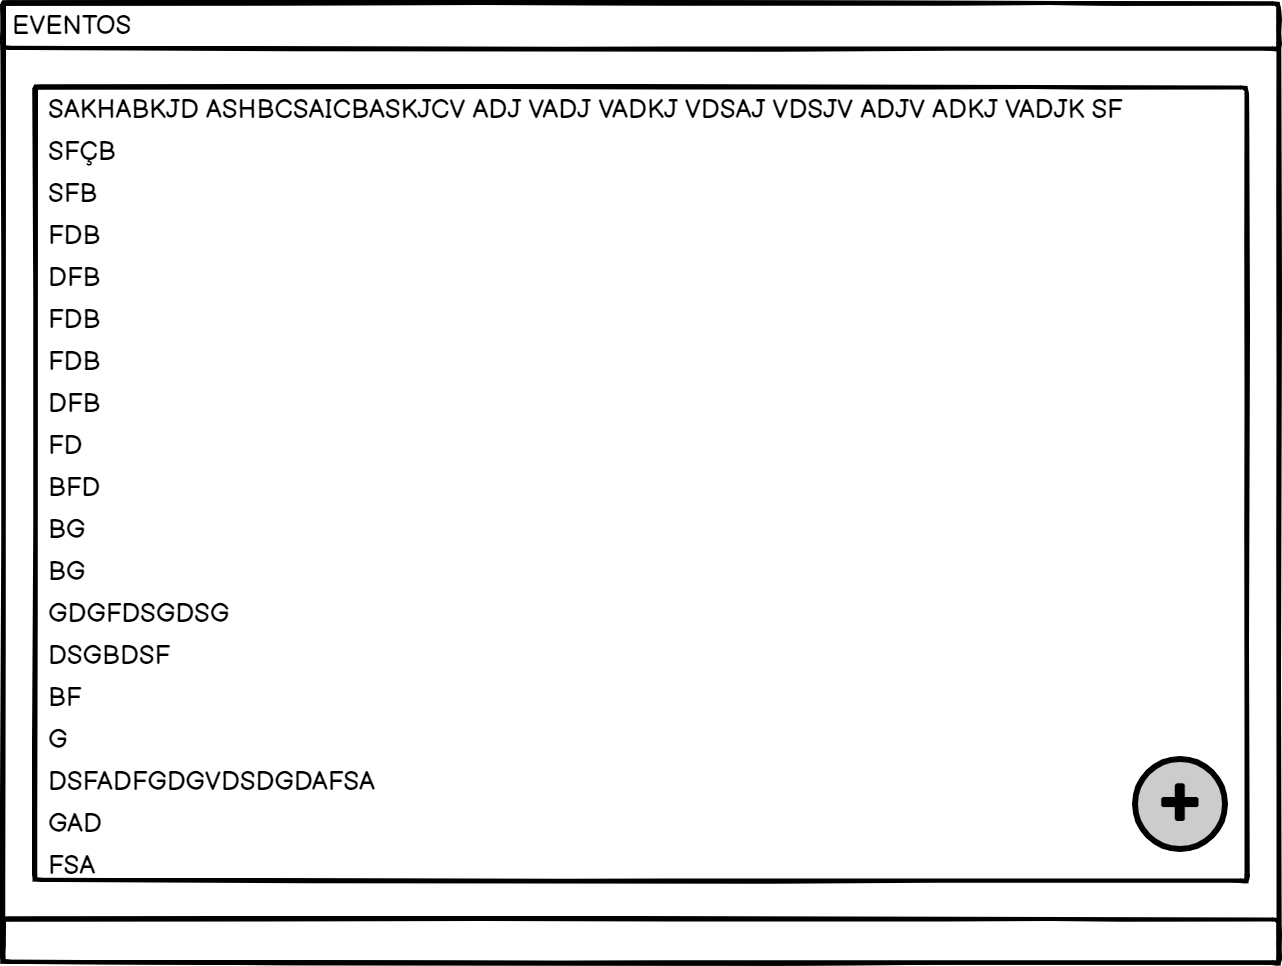 EVENTOS
SAKHABKJD ASHBCSAICBASKJCV ADJ VADJ VADKJ VDSAJ VDSJV ADJV ADKJ VADJK SF
SFÇB
SFB
FDB
DFB
FDB
FDB
DFB
FD
BFD
BG
BG
GDGFDSGDSG
DSGBDSF
BF
G
DSFADFGDGVDSDGDAFSA
GAD
FSA